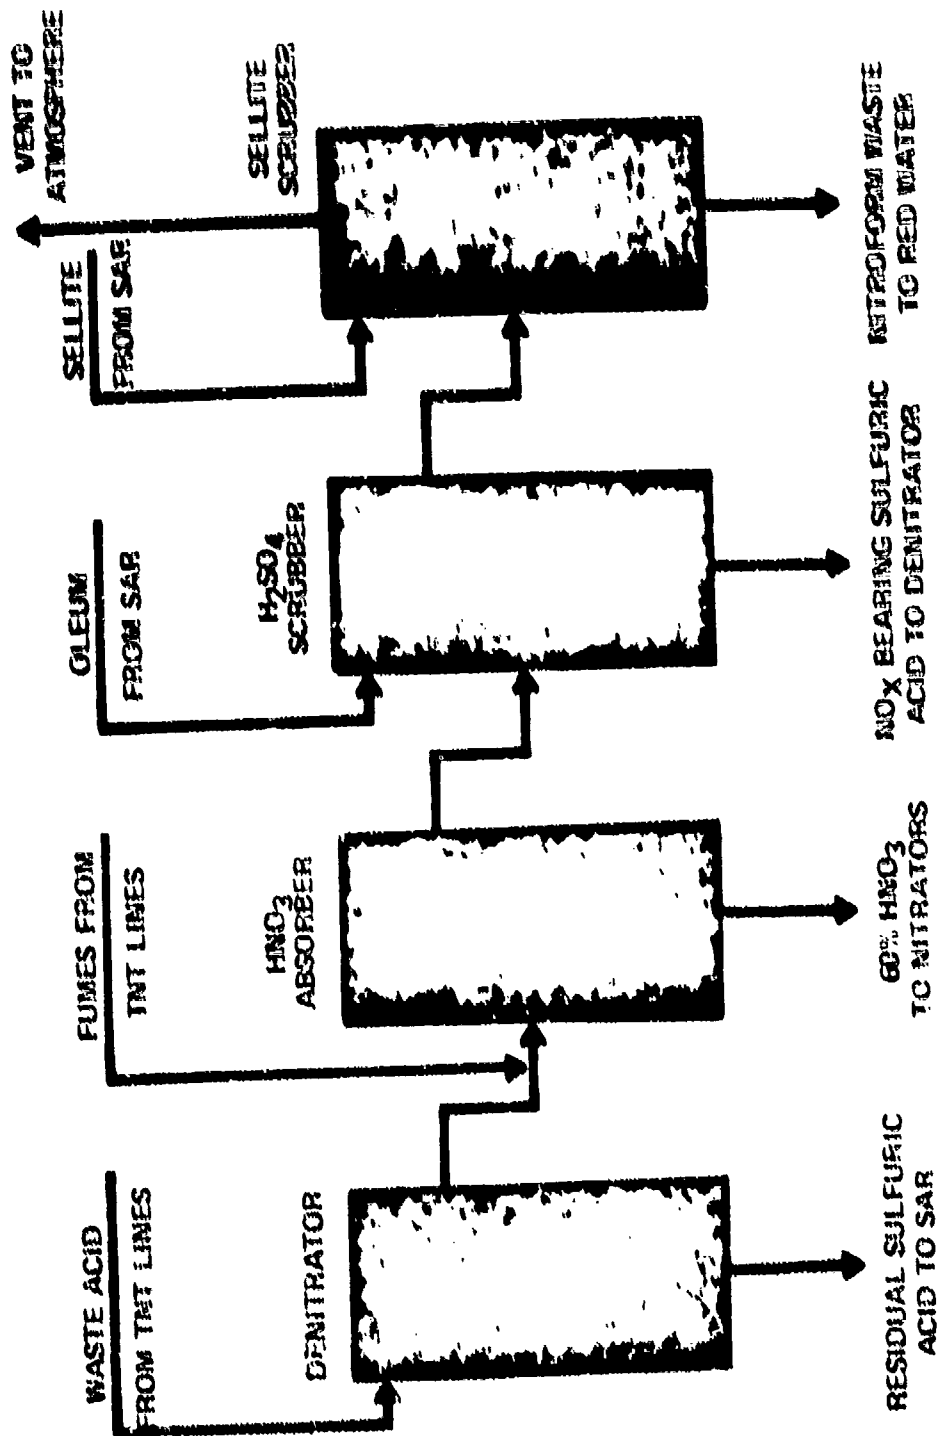 WASTE ACID
FROM TNT LINES
FUMES FROM
TNT LINES
OLEUM
FROM SAR
SELLITE
FROM SAR
VENT TO
ATMOSPHERE
DENITRATOR
HNO3
ABSORBER
H2SO4
SCRUBBER
SELLITE
SCRUBBER
RESIDUAL SULFURIC
ACID TO SAR
60% HNO3
TO NITRATORS
NOX BEARING SULFURIC
ACID TO DENITRATOR
NITROFORM WASTE
TO RED WATER